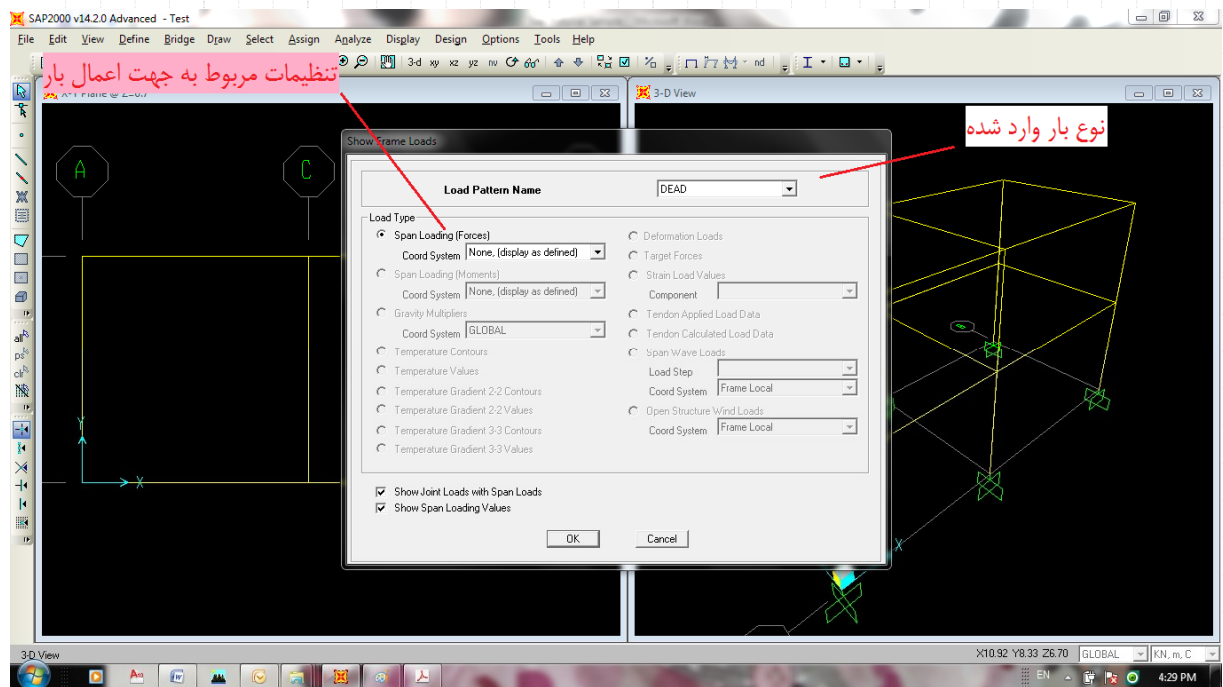 SAP2000 v14.2.0 Advanced - Test
File Edit View Define Bridge Draw Select Assign Analyze Display Design Options Tools Help
3-d xy xz yz nv
nd
تنظیمات مربوط به جهت اعمال بار
3-D View
نوع بار وارد شده
Show Frame Loads
Load Pattern Name DEAD
Load Type
Span Loading (Forces)
Coord System None, (display as defined)
Span Loading (Moments)
Coord System None, (display as defined)
Gravity Multipliers
Coord System GLOBAL
Temperature Contours
Temperature Values
Temperature Gradient 2-2 Contours
Temperature Gradient 2-2 Values
Temperature Gradient 3-3 Contours
Temperature Gradient 3-3 Values
Deformation Loads
Target Forces
Strain Load Values
Component
Tendon Applied Load Data
Tendon Calculated Load Data
Span Wave Loads
Load Step
Coord System Frame Local
Open Structure Wind Loads
Coord System Frame Local
Show Joint Loads with Span Loads
Show Span Loading Values
OK Cancel
A C
Y
X
X
all
ps
clr
3-D View X10.92 Y8.33 Z6.70 GLOBAL KN, m, C
EN 4:29 PM